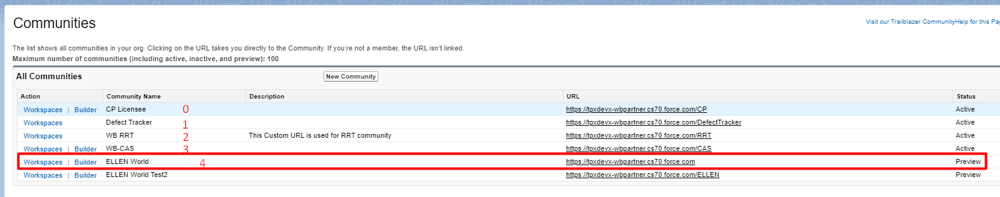 Communities
Visit our Trailblazer Community Help for this Pa
The list shows all communities in your org. Clicking on the URL takes you directly to the Community. If you're not a member, the URL isn't linked.
Maximum number of communities (including active, inactive, and preview): 100
All Communities New Community
Action Community Name Description URL Status
Workspaces | Builder CP Licensee 0 https://tpxdevx-wbpartner.cs70.force.com/CP Active
Workspaces Defect Tracker 1 https://tpxdevx-wbpartner.cs70.force.com/DefectTracker Active
Workspaces WB RRT 2 This Custom URL is used for RRT community https://tpxdevx-wbpartner.cs70.force.com/RRT Active
Workspaces | Builder WB-CAS 3 https://tpxdevx-wbpartner.cs70.force.com/CAS Active
Workspaces | Builder ELLEN World 4 https://tpxdevx-wbpartner.cs70.force.com Preview
Workspaces | Builder ELLEN World Test2 https://tpxdevx-wbpartner.cs70.force.com/ELLEN Preview